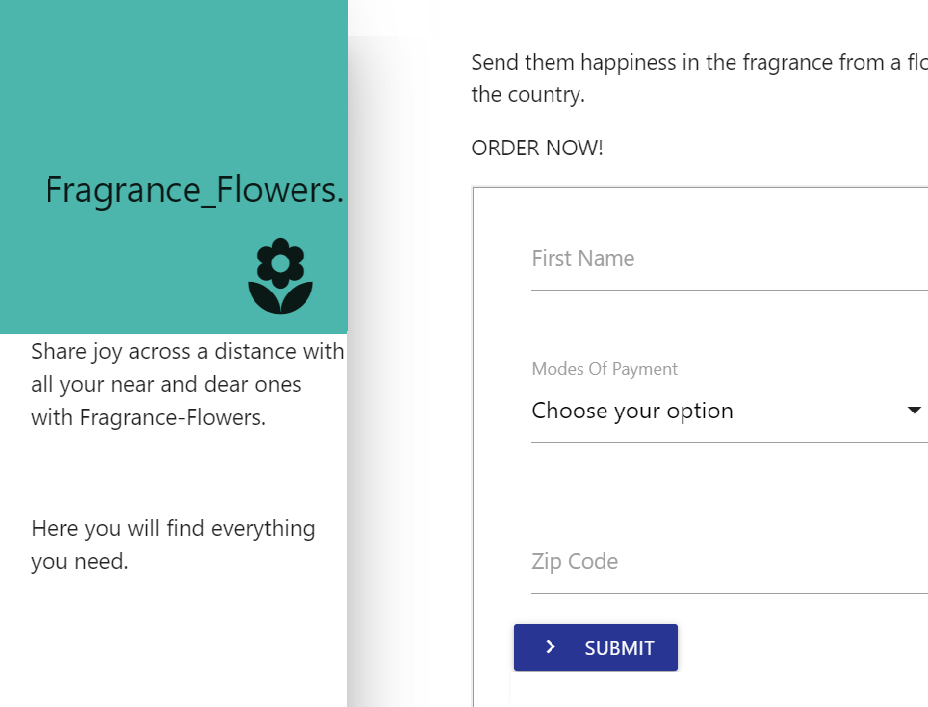 Fragrance_Flowers.
Share joy across a distance with
all your near and dear ones
with Fragrance-Flowers.
Here you will find everything
you need.
Send them happiness in the fragrance from a
the country.
ORDER NOW!
First Name
Modes Of Payment
Choose your option
Zip Code
SUBMIT